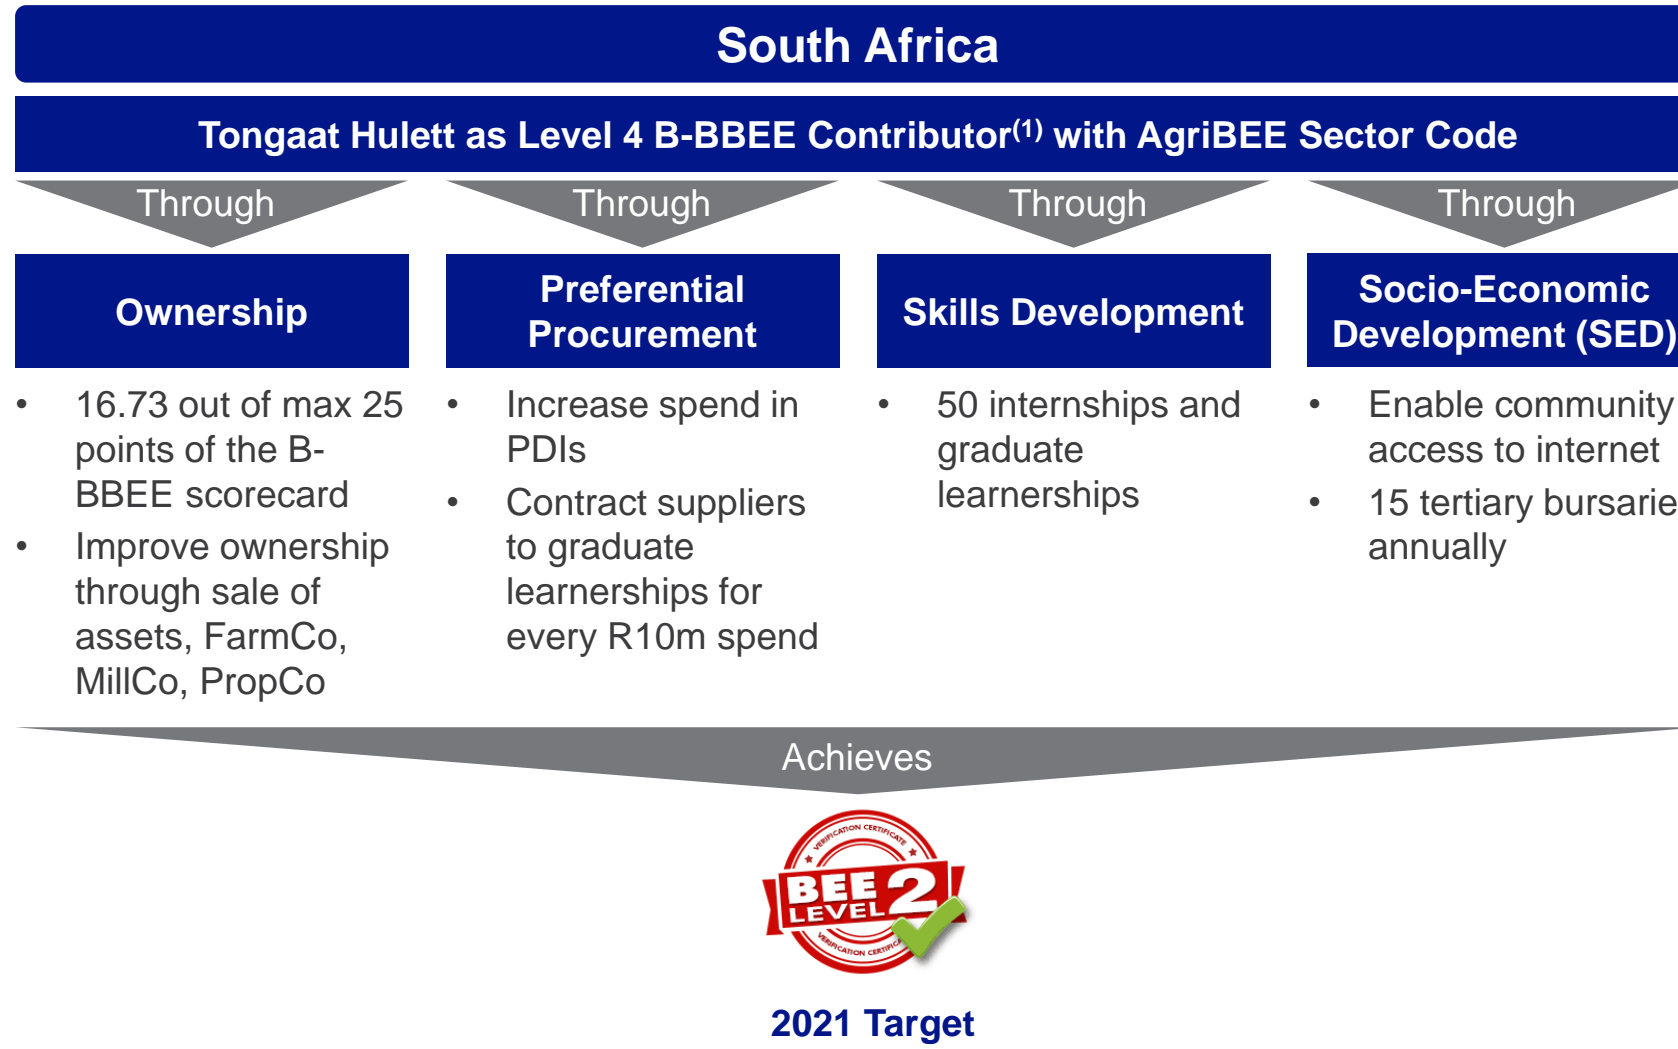 South Africa
Tongaat Hulett as Level 4 B-BBEE Contributor(1) with AgriBEE Sector Code
Through
Through
Through
Through
Ownership
Preferential
Procurement
Skills Development
Socio-Economic
Development (SED)
• 16.73 out of max 25
points of the B-
BBEE scorecard
• Improve ownership
through sale of
assets, FarmCo,
MillCo, PropCo
• Increase spend in
PDIs
• Contract suppliers
to graduate
learnerships for
every R10m spend
• 50 internships and
graduate
learnerships
• Enable community
access to internet
• 15 tertiary bursarie
annually
Achieves
VERIFICATION CERTIFICATE
BEE
LEVEL 2
VERIFICATION
2021 Target